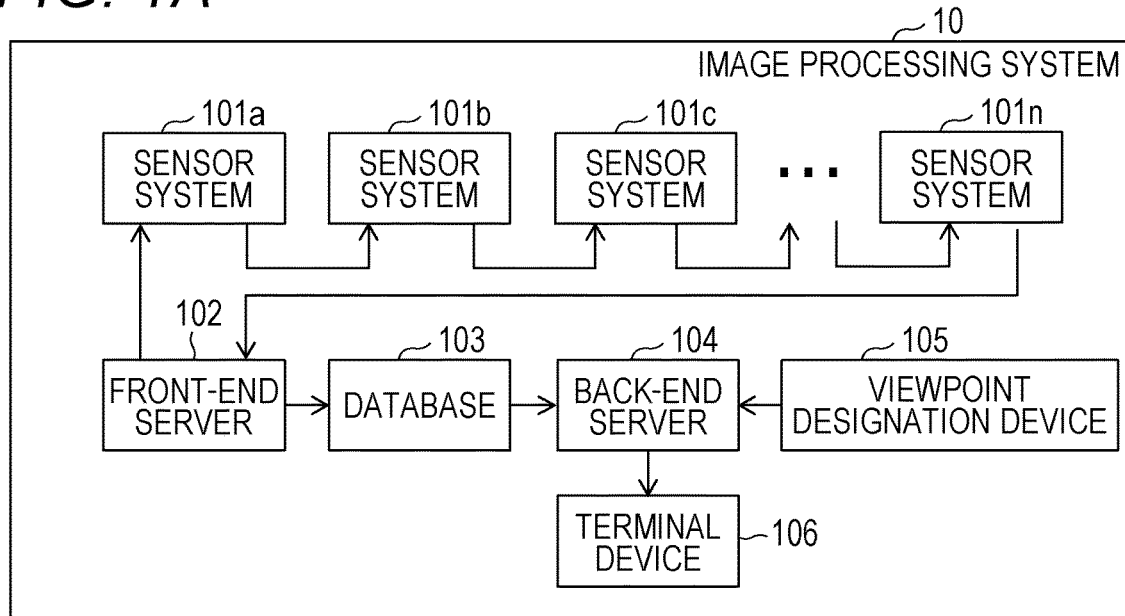 FIG. 1A
10
IMAGE PROCESSING SYSTEM
101a
101b
101c
101n
SENSOR
SYSTEM
SENSOR
SYSTEM
SENSOR
SYSTEM
...
SENSOR
SYSTEM
102
103
104
105
FRONT-END
SERVER
DATABASE
BACK-END
SERVER
VIEWPOINT
DESIGNATION DEVICE
TERMINAL
DEVICE
106